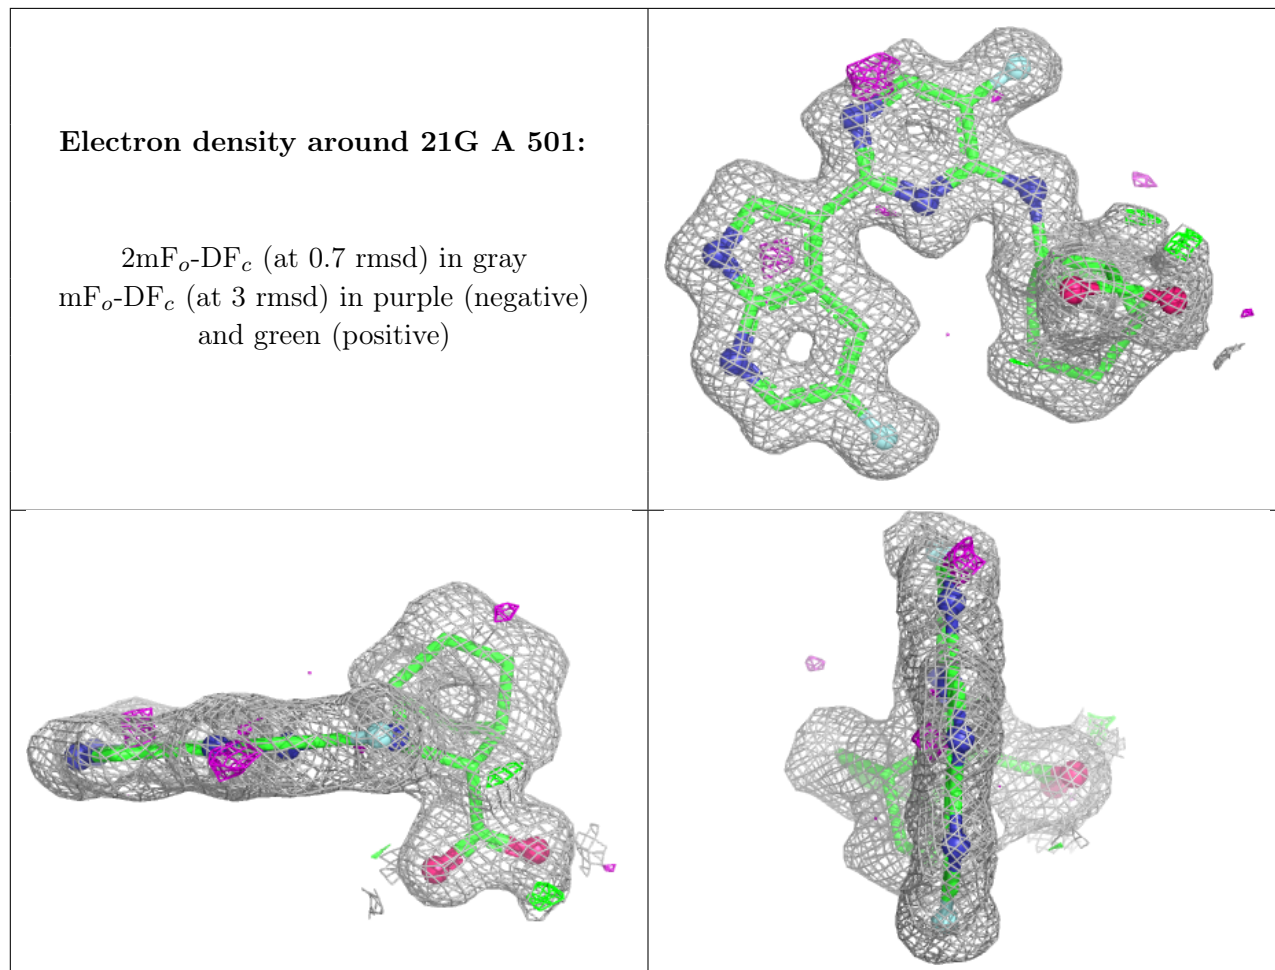 Electron density around 21G A 501:
2mFo-DFc (at 0.7 rmsd) in gray
mFo-DFc (at 3 rmsd) in purple (negative)
and green (positive)